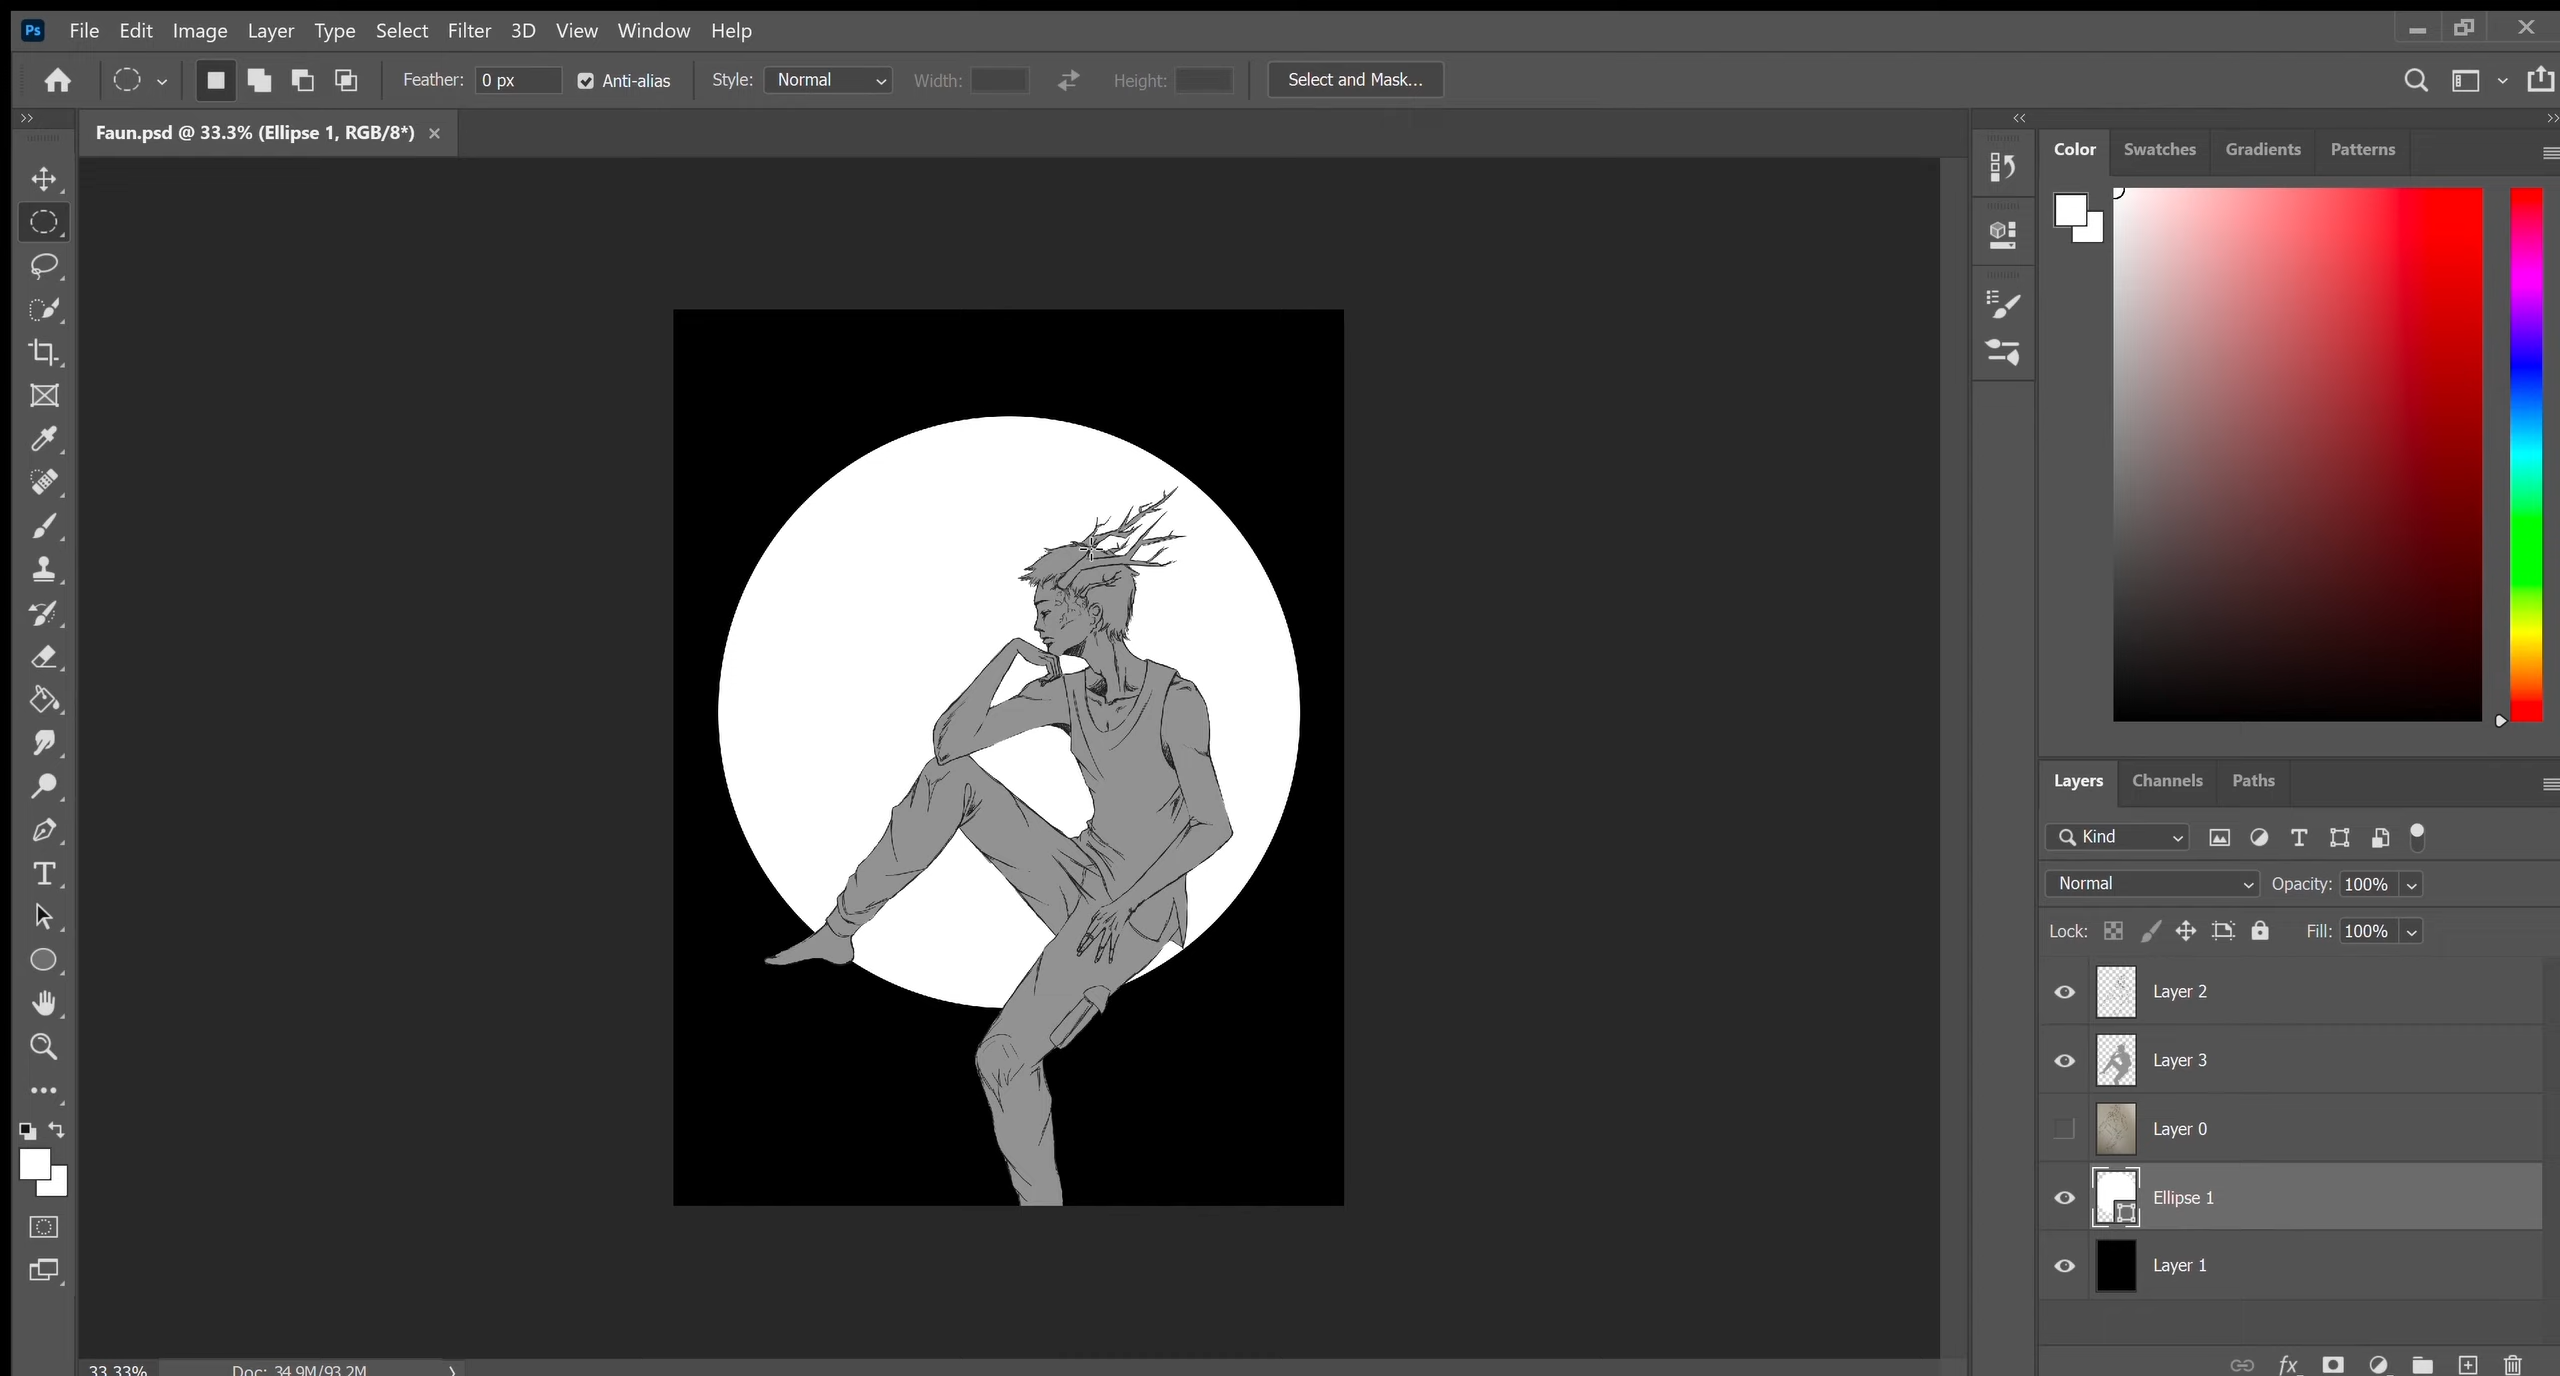 Ps File Edit Image Layer Type Select Filter 3D View Window Help
Feather: 0 px Anti-alias Style: Normal Width: Height: Select and Mask...
Faun.psd @ 33.3% (Ellipse 1, RGB/8*)
Color Swatches Gradients Patterns
Layers Channels Paths
Kind
Normal Opacity: 100%
Lock: Fill: 100%
Layer 2
Layer 3
Layer 0
Ellipse 1
Layer 1
33.33% Doc: 34.9M/93.2M
fx